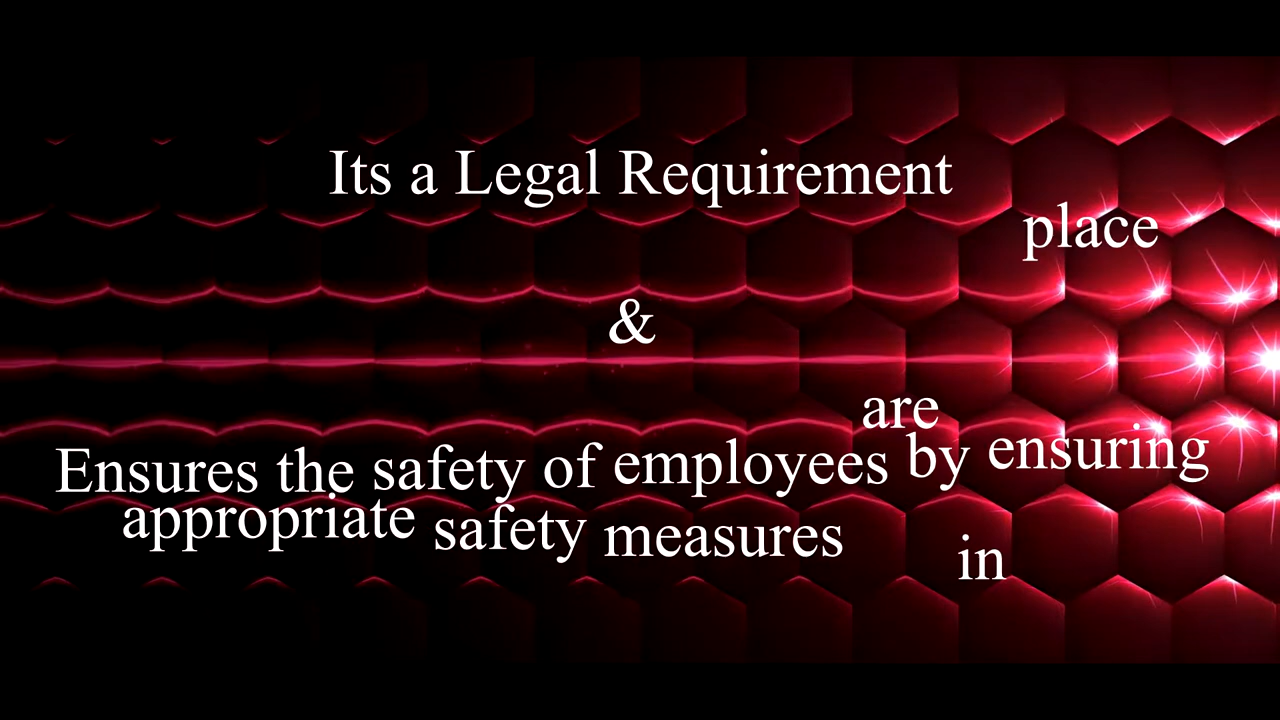 Its a Legal Requirement
&
Ensures the safety of employees by ensuring
appropriate safety measures are in place